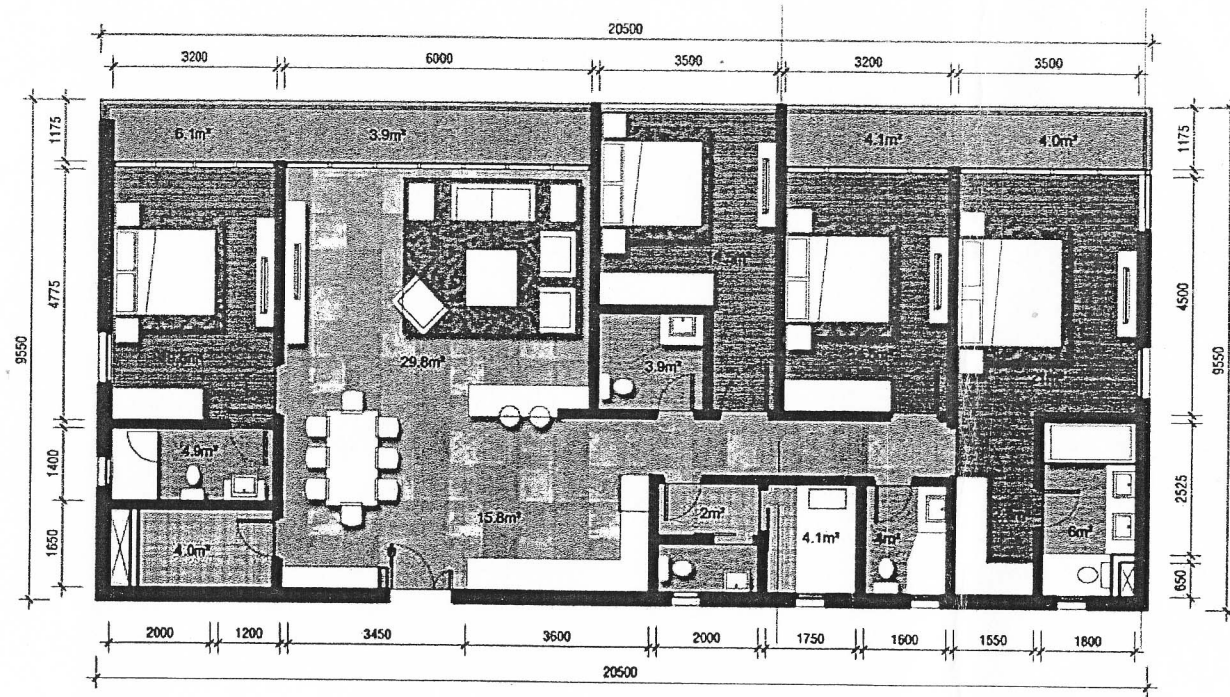 20500
3200 6000 3500 3200 3500
1175 1175
6.1m² 3.9m² 4.1m² 4.0m²
9550 4775 4500 9550
29.8m² 3.9m²
1400 4.9m² 2525
15.8m² 2m² 4.1m² 4m² 6m²
1650 4.0m² 650
2000 1200 3450 3600 2000 1750 1600 1550 1800
20500